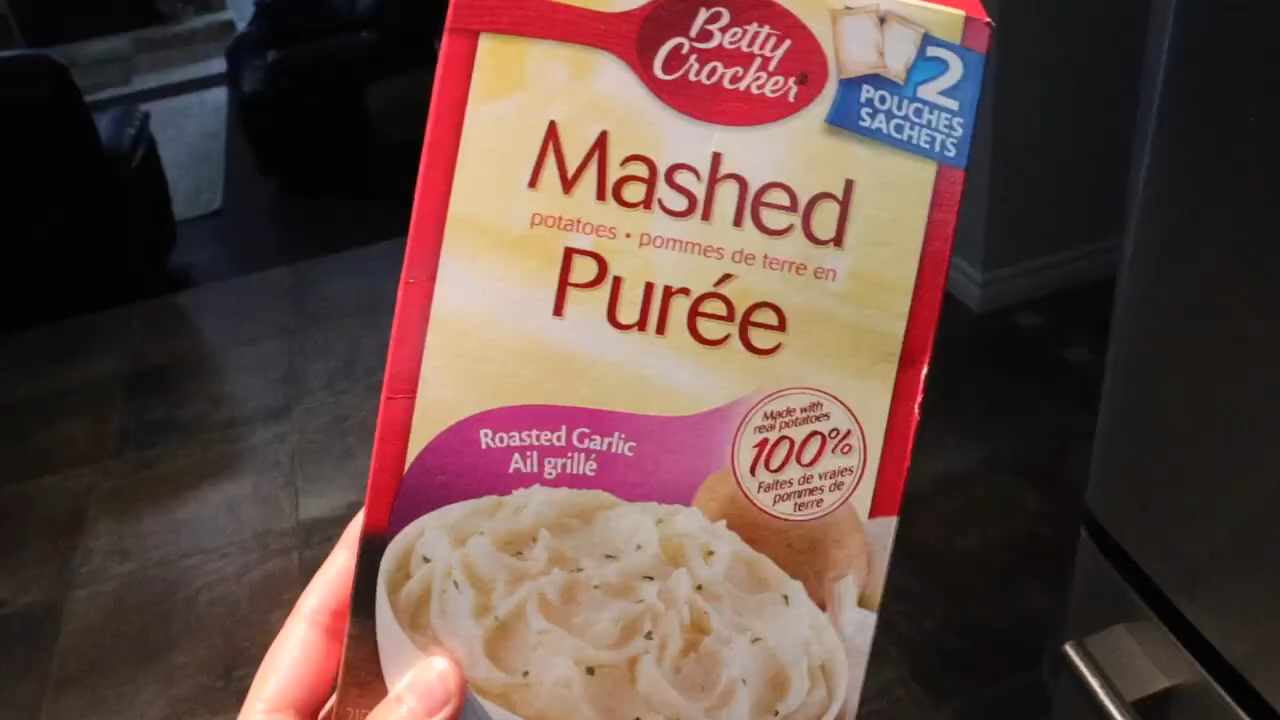 Betty
Crocker
2
POUCHES
SACHETS
Mashed
potatoes • pommes de terre en
Purée
Roasted Garlic
Ail grillé
Made with
real potatoes
100%
Faites de vraies
pommes de
terre